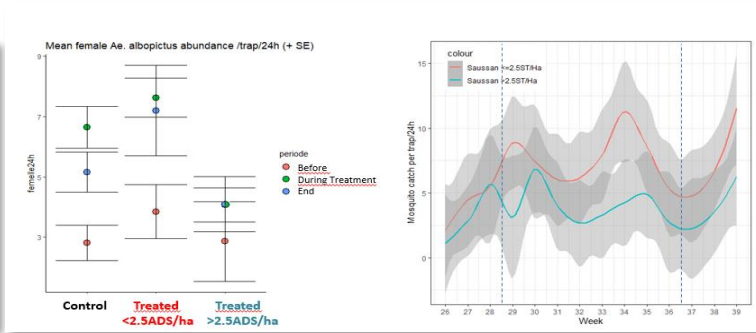 Mean female Ae. albopictus abundance /trap/24h (+ SE)
9
7
5
3
female24h
Control
Treated
<2.5ADS/ha
Treated
>2.5ADS/ha
periode
Before
During Treatment
End
colour
Saussan <=2.5ST/Ha
Saussan >2.5ST/Ha
15
10
5
0
Mosquito catch per trap/24h
26 27 28 29 30 31 32 33 34 35 36 37 38 39
Week